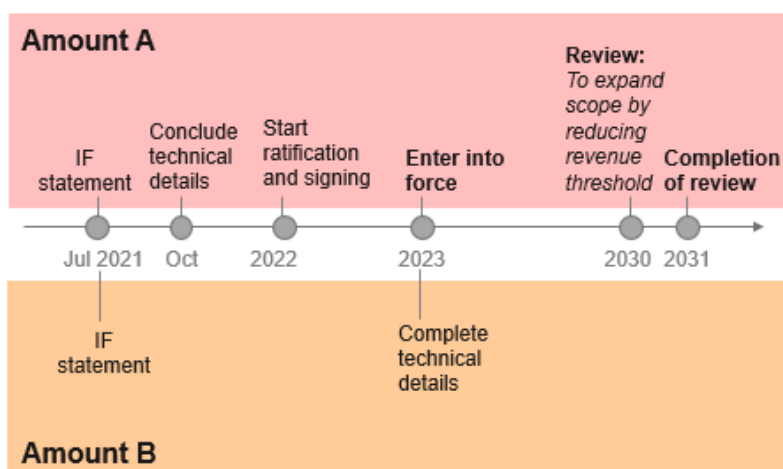 Amount A
IF
statement
Conclude
technical
details
Start
ratification
and signing
Enter into
force
Review:
To expand
scope by
reducing
revenue
threshold
Completion
of review
Jul 2021
Oct
2022
2023
2030
2031
IF
statement
Complete
technical
details
Amount B